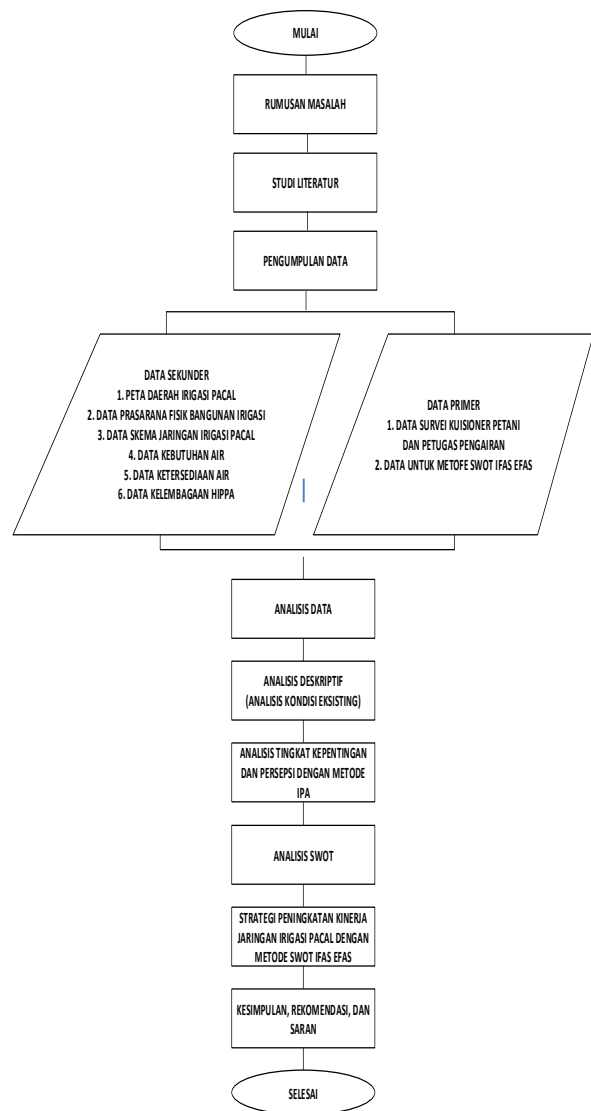 MULAI
RUMUSAN MASALAH
STUDI LITERATUR
PENGUMPULAN DATA
DATA SEKUNDER
1. PETA DAERAH IRIGASI PACAL
2. DATA PRASARANA FISIK BANGUNAN IRIGASI
3. DATA SKEMA JARINGAN IRIGASI PACAL
4. DATA KEBUTUHAN AIR
5. DATA KETERSEDIAAN AIR
6. DATA KELEMBAGAAN HIPPA
DATA PRIMER
1. DATA SURVEI KUISIONER PETANI
DAN PETUGAS PENGAIRAN
2. DATA UNTUK METOFE SWOT IFAS EFAS
ANALISIS DATA
ANALISIS DESKRIPTIF
(ANALISIS KONDISI EKSISTING)
ANALISIS TINGKAT KEPENTINGAN
DAN PERSEPSI DENGAN METODE
IPA
ANALISIS SWOT
STRATEGI PENINGKATAN KINERJA
JARINGAN IRIGASI PACAL DENGAN
METODE SWOT IFAS EFAS
KESIMPULAN, REKOMENDASI, DAN
SARAN
SELESAI